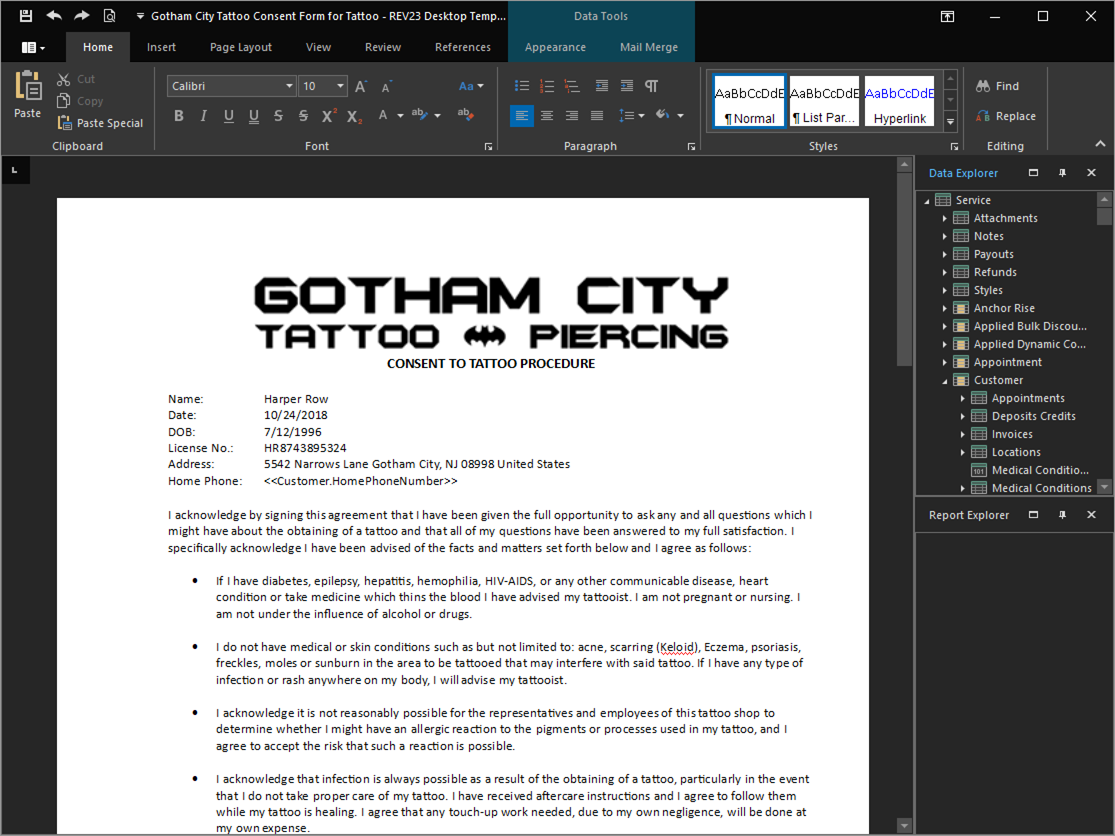 Gotham City Tattoo Consent Form for Tattoo - REV23 Desktop Temp...
Data Tools
Home
Insert
Page Layout
View
Review
References
Appearance
Mail Merge
Paste
Cut
Copy
Paste Special
Clipboard
Calibri
10
Font
Paragraph
AaBbCcDdE
AaBbCcDdE
AaBbCcDdE
¶ Normal
¶ List Par...
Hyperlink
Styles
Find
Replace
Editing
Data Explorer
Service
Attachments
Notes
Payouts
Refunds
Styles
Anchor Rise
Applied Bulk Discou...
Applied Dynamic Co...
Appointment
Customer
Appointments
Deposits Credits
Invoices
Locations
Medical Conditio...
Medical Conditions
Report Explorer
GOTHAM CITY
TATTOO PIERCING
CONSENT TO TATTOO PROCEDURE
Name: Harper Row
Date: 10/24/2018
DOB: 7/12/1996
License No.: HR8743895324
Address: 5542 Narrows Lane Gotham City, NJ 08998 United States
Home Phone: <<Customer.HomePhoneNumber>>
I acknowledge by signing this agreement that I have been given the full opportunity to ask any and all questions which I
might have about the obtaining of a tattoo and that all of my questions have been answered to my full satisfaction. I
specifically acknowledge I have been advised of the facts and matters set forth below and I agree as follows:
• If I have diabetes, epilepsy, hepatitis, hemophilia, HIV-AIDS, or any other communicable disease, heart
condition or take medicine which thins the blood I have advised my tattooist. I am not pregnant or nursing. I
am not under the influence of alcohol or drugs.
• I do not have medical or skin conditions such as but not limited to: acne, scarring (Keloid), Eczema, psoriasis,
freckles, moles or sunburn in the area to be tattooed that may interfere with said tattoo. If I have any type of
infection or rash anywhere on my body, I will advise my tattooist.
• I acknowledge it is not reasonably possible for the representatives and employees of this tattoo shop to
determine whether I might have an allergic reaction to the pigments or processes used in my tattoo, and I
agree to accept the risk that such a reaction is possible.
• I acknowledge that infection is always possible as a result of the obtaining of a tattoo, particularly in the event
that I do not take proper care of my tattoo. I have received aftercare instructions and I agree to follow them
while my tattoo is healing. I agree that any touch-up work needed, due to my own negligence, will be done at
my own expense.